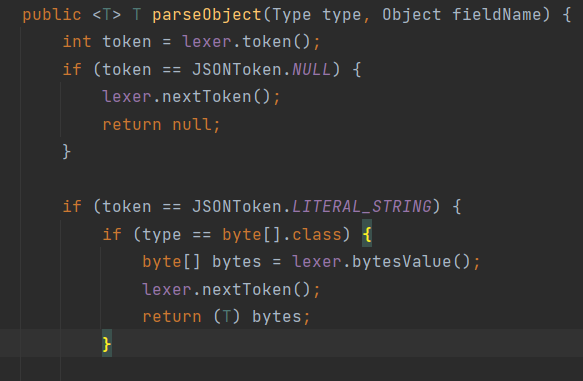 public <T> T parseObject(Type type, Object fieldName) {
    int token = lexer.token();
    if (token == JSONToken.NULL) {
        lexer.nextToken();
        return null;
    }
    if (token == JSONToken.LITERAL_STRING) {
        if (type == byte[].class) {
            byte[] bytes = lexer.bytesValue();
            lexer.nextToken();
            return (T) bytes;
        }